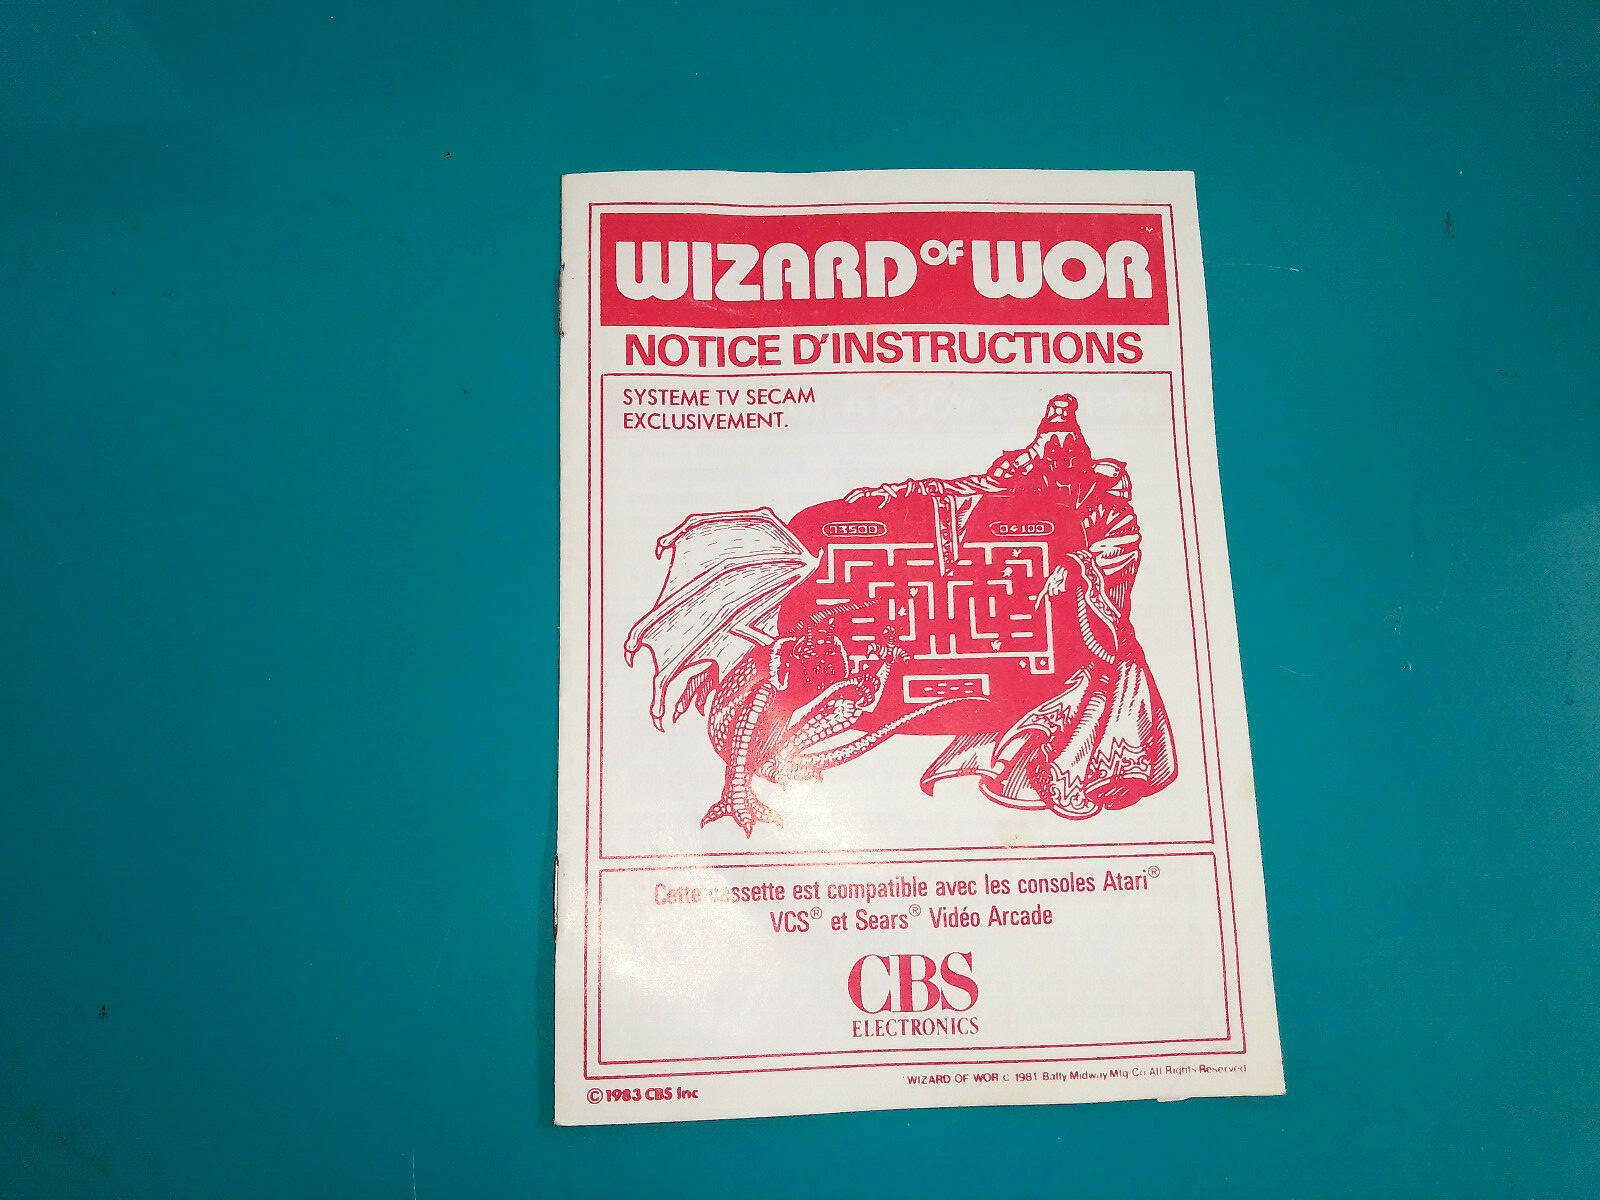 WIZARD OF WOR
NOTICE D'INSTRUCTIONS
SYSTEME TV SECAM
EXCLUSIVEMENT.
03500 04100
Cette cassette est compatible avec les consoles Atari®
VCS® et Sears® Vidéo Arcade
CBS
ELECTRONICS
"WIZARD OF WOR © 1981 Bally Midway Mfg Co All Rights Reserved
© 1983 CBS Inc